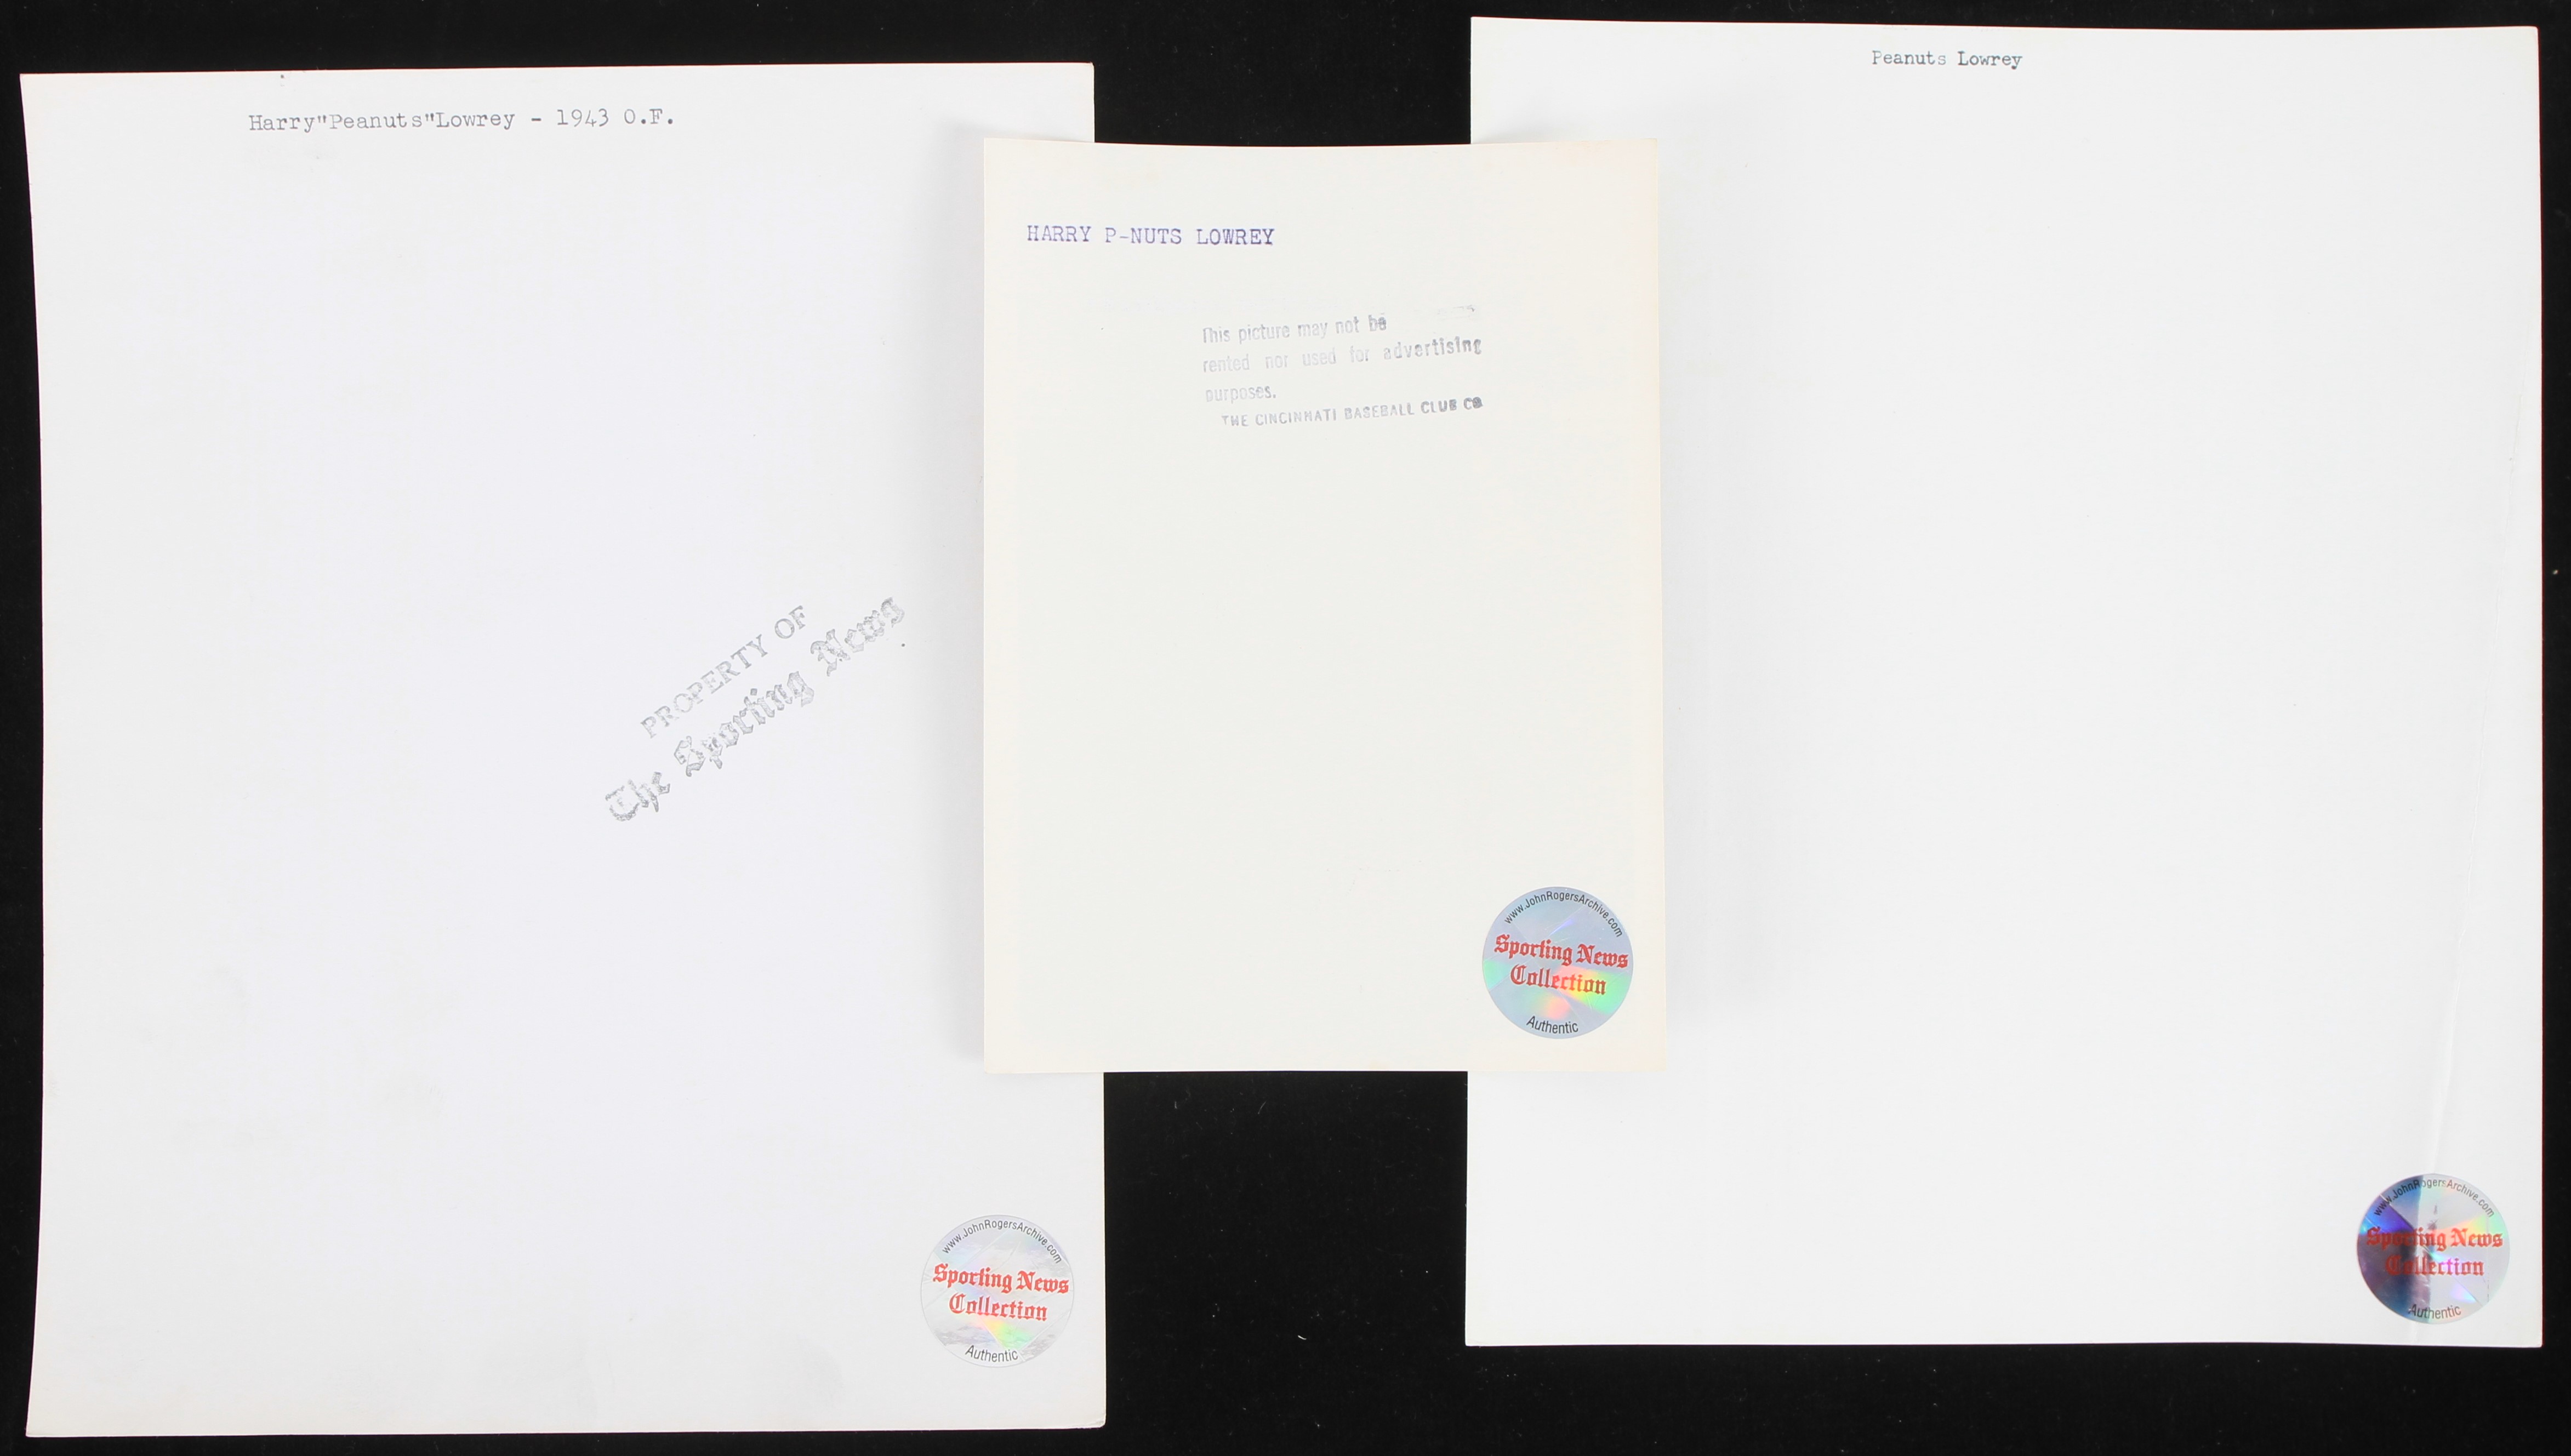 Harry"Peanuts"Lowrey - 1943 O.F.
PROPERTY OF
The Sporting News
www.JohnRogersArchive.com
Sporting News
Collection
Authentic
HARRY P-NUTS LOWREY
This picture may not be
rented nor used for advertising
purposes.
THE CINCINNATI BASEBALL CLUB CO
www.JohnRogersArchive.com
Sporting News
Collection
Authentic
Peanuts Lowrey
www.JohnRogersArchive.com
Sporting News
Collection
Authentic